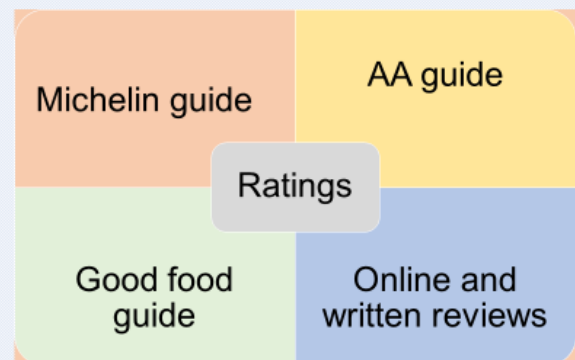 Michelin guide
AA guide
Ratings
Good food
guide
Online and
written reviews